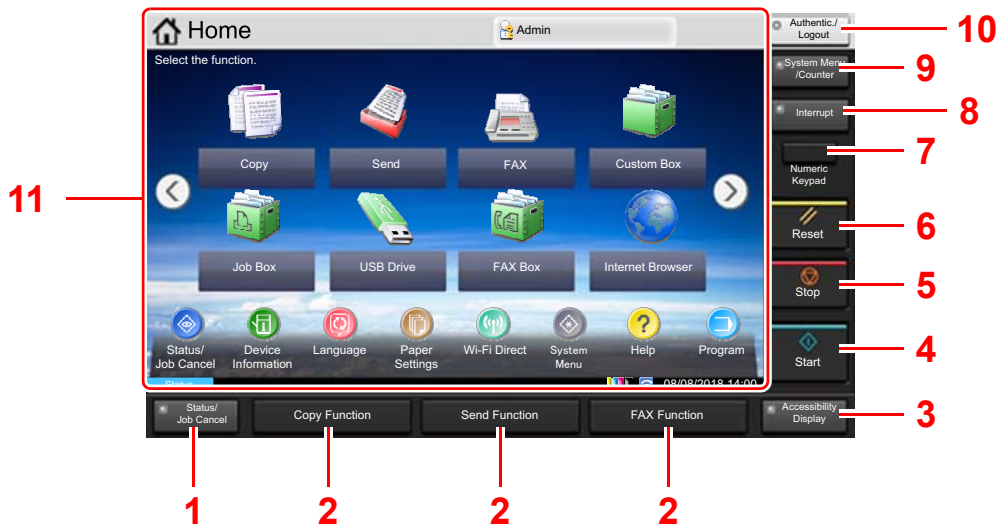 Home
Admin
Authentic./
Logout
10
Select the function.
System Menu
/Counter
9
Interrupt
8
Copy
Send
FAX
Custom Box
7
Numeric
Keypad
11
Reset
6
Job Box
USB Drive
FAX Box
Internet Browser
Stop
5
Status/
Job Cancel
Device
Information
Language
Paper
Settings
Wi-Fi Direct
System
Menu
Help
Program
Start
4
Status
08/08/2018 14:00
Status/
Job Cancel
Copy Function
Send Function
FAX Function
Accessibility
Display
3
1
2
2
2